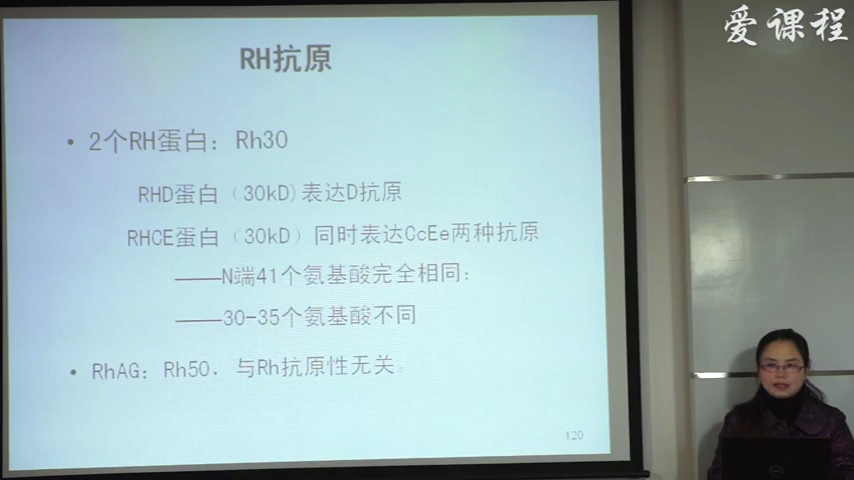 爱课程
RH抗原
• 2个RH蛋白：Rh30
RHD蛋白（30kD)表达D抗原
RHCE蛋白（30kD）同时表达CcEe两种抗原
——N端41个氨基酸完全相同；
——30-35个氨基酸不同
• RhAG：Rh50，与Rh抗原性无关。
120